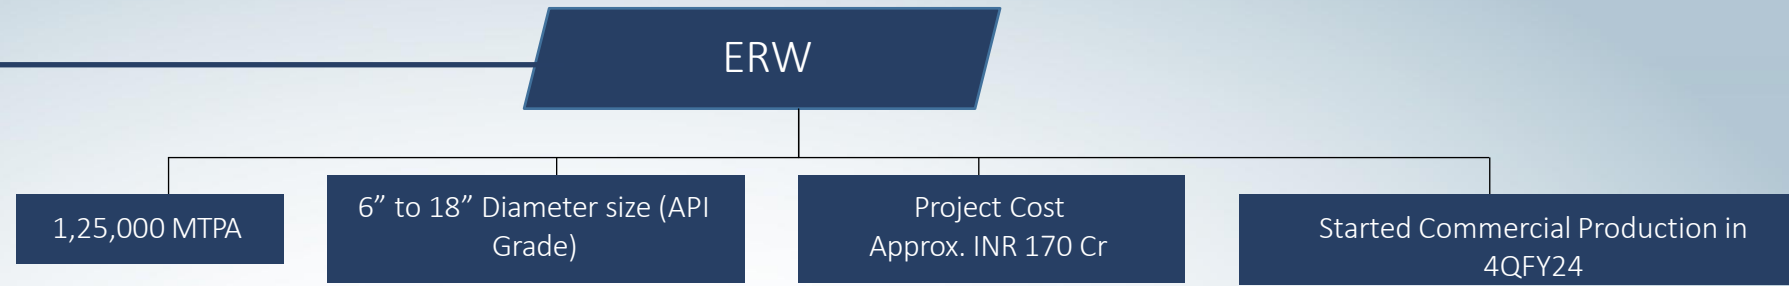 ERW
1,25,000 MTPA
6” to 18” Diameter size (API
Grade)
Project Cost
Approx. INR 170 Cr
Started Commercial Production in
4QFY24